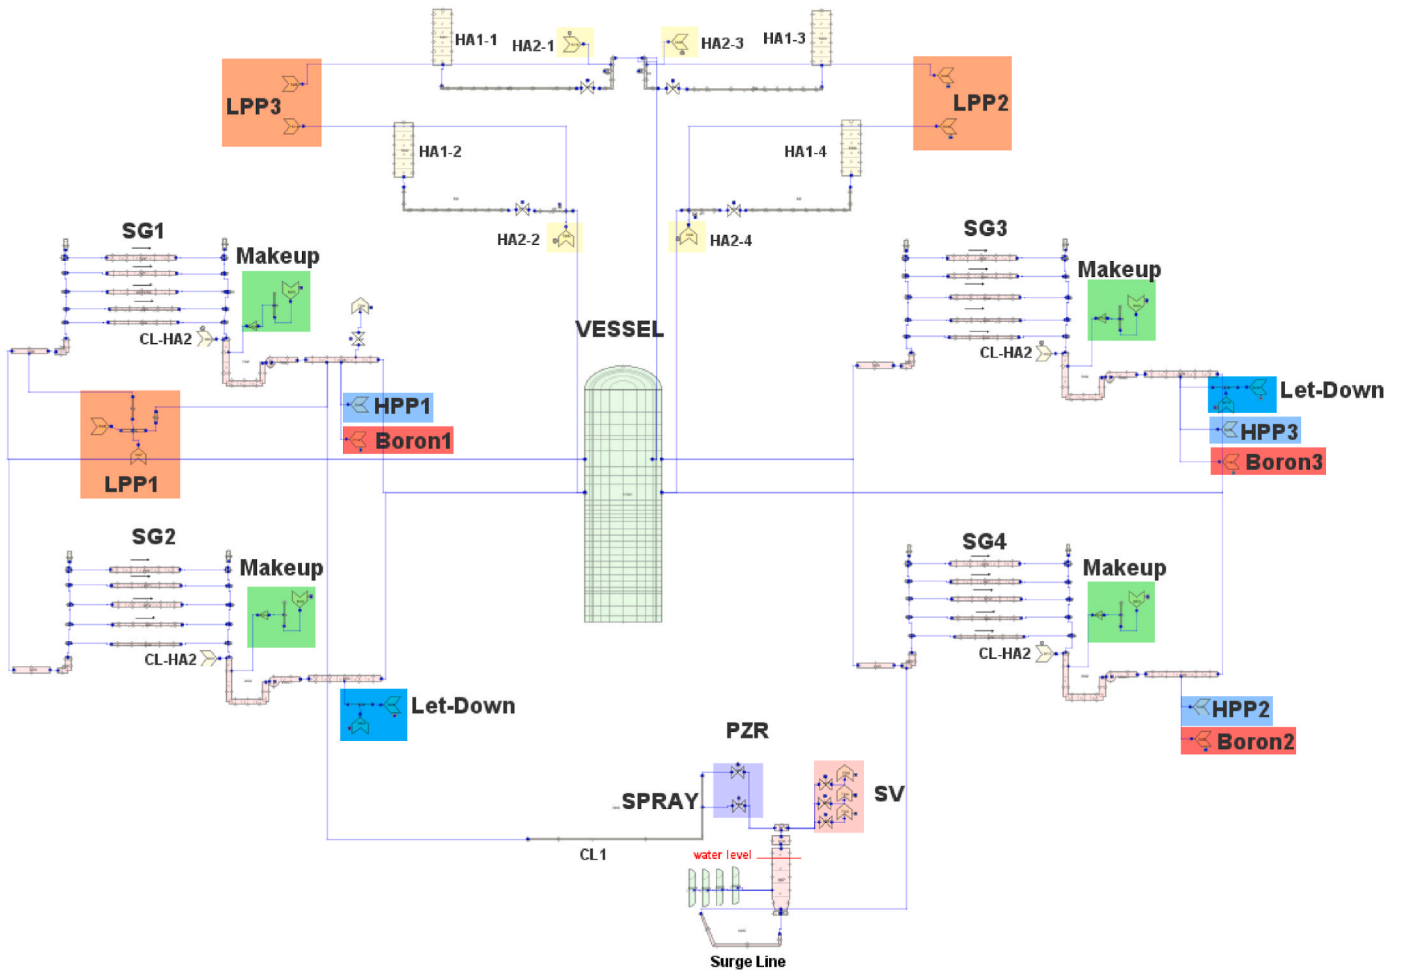 HA1-1
HA2-1
HA2-3
HA1-3
LPP3
LPP2
HA1-2
HA1-4
HA2-2
HA2-4
SG1
SG3
Makeup
Makeup
CL-HA2
VESSEL
CL-HA2
Let-Down
HPP1
HPP3
Boron1
Boron3
LPP1
SG2
SG4
Makeup
Makeup
CL-HA2
CL-HA2
Let-Down
HPP2
Boron2
PZR
SPRAY
SV
CL1
water level
Surge Line